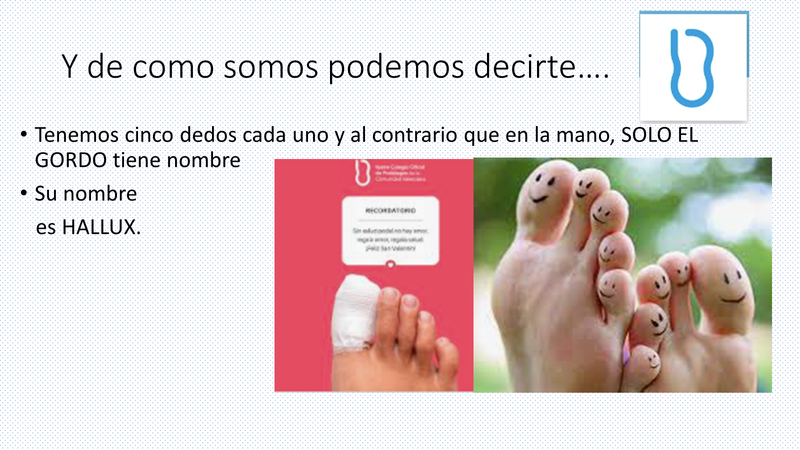 Y de como somos podemos decirte....
• Tenemos cinco dedos cada uno y al contrario que en la mano, SOLO EL
GORDO tiene nombre
• Su nombre
es HALLUX.
Ilustre Colegio Oficial
de Podología de la
Comunidad Valenciana
RECORDATORIO
Sin salud podal no hay amor,
regala amor, regala salud.
¡Feliz San Valentín!